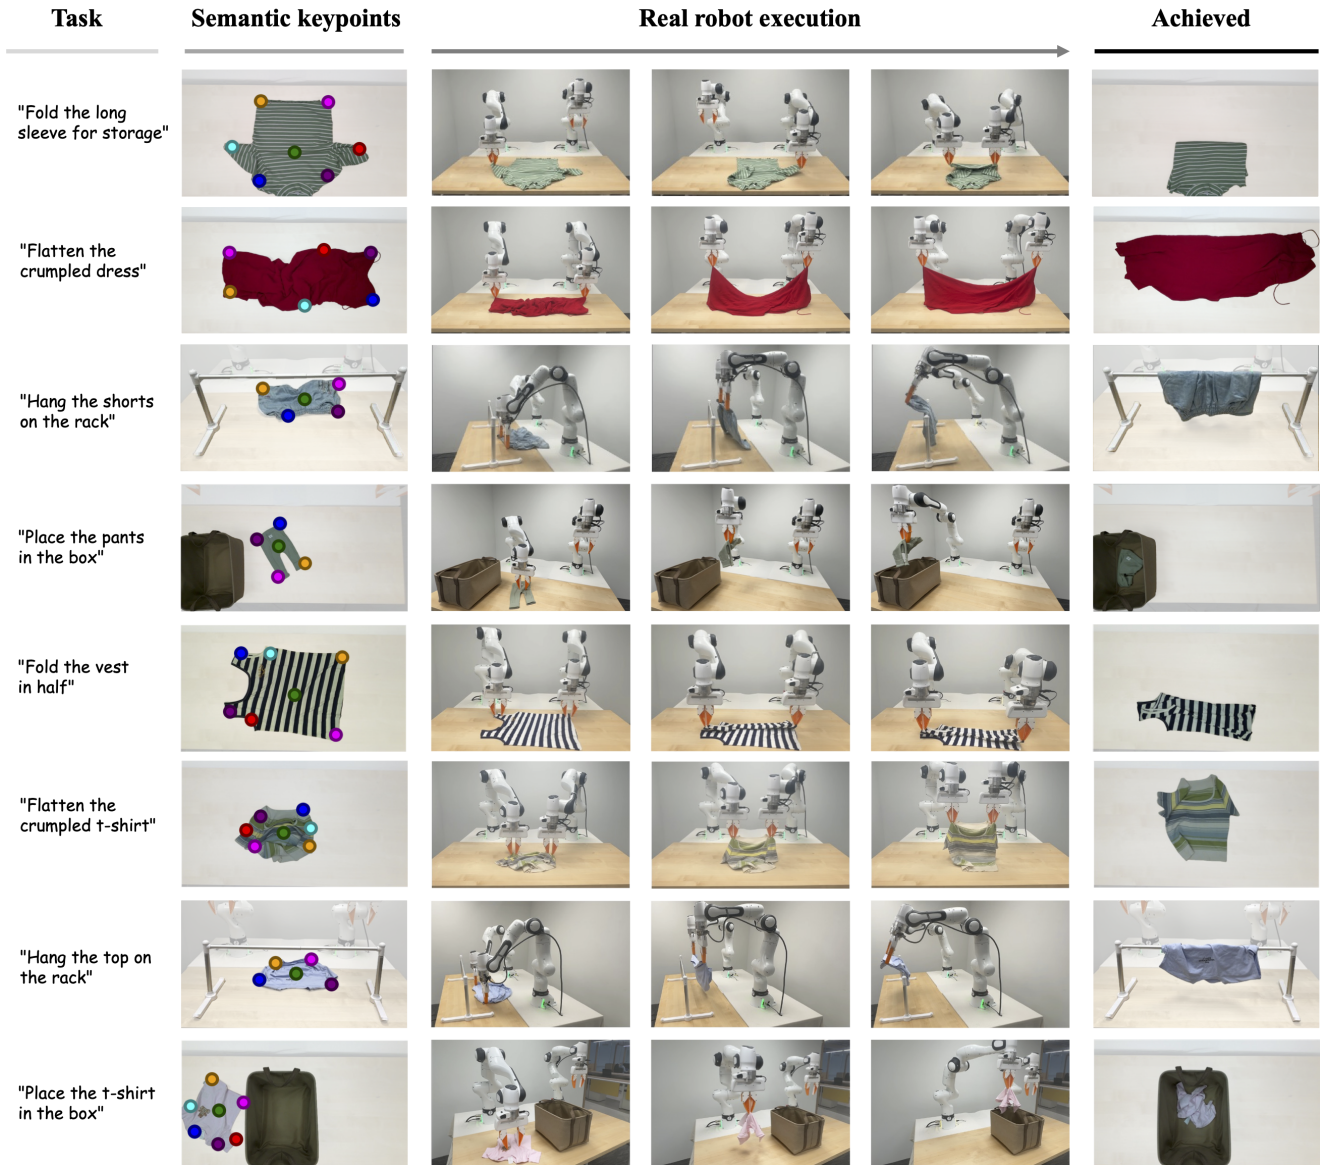 Task
Semantic keypoints
Real robot execution
Achieved
"Fold the long
sleeve for storage"
"Flatten the
crumpled dress"
"Hang the shorts
on the rack"
"Place the pants
in the box"
"Fold the vest
in half"
"Flatten the
crumpled t-shirt"
"Hang the top on
the rack"
"Place the t-shirt
in the box"